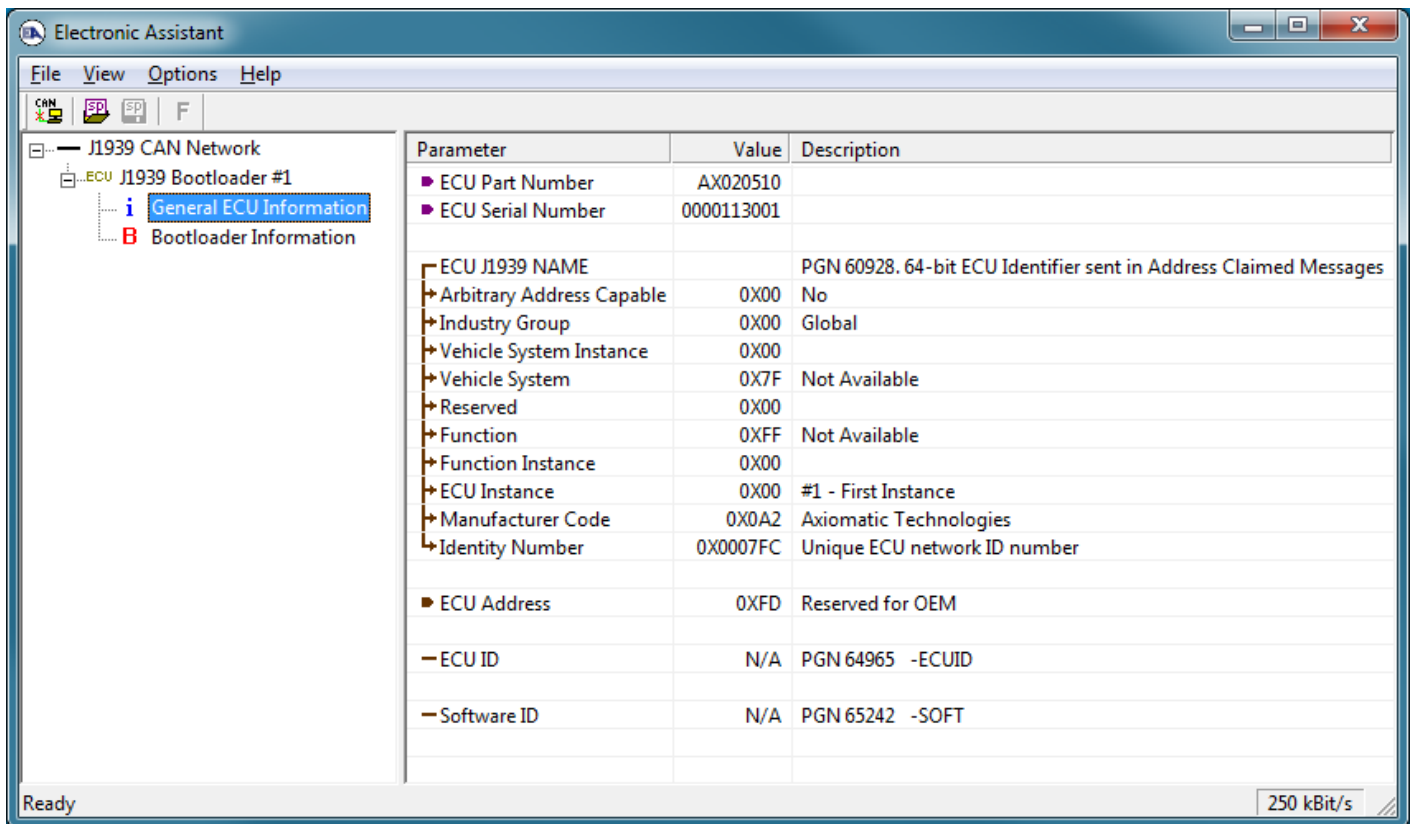 EA Electronic Assistant
File View Options Help
CAN SP SP F
J1939 CAN Network
ECU J1939 Bootloader #1
i General ECU Information
B Bootloader Information
Parameter Value Description
ECU Part Number AX020510
ECU Serial Number 0000113001
ECU J1939 NAME PGN 60928. 64-bit ECU Identifier sent in Address Claimed Messages
Arbitrary Address Capable 0X00 No
Industry Group 0X00 Global
Vehicle System Instance 0X00
Vehicle System 0X7F Not Available
Reserved 0X00
Function 0XFF Not Available
Function Instance 0X00
ECU Instance 0X00 #1 - First Instance
Manufacturer Code 0X0A2 Axiomatic Technologies
Identity Number 0X0007FC Unique ECU network ID number
ECU Address 0XFD Reserved for OEM
ECU ID N/A PGN 64965 -ECUID
Software ID N/A PGN 65242 -SOFT
Ready 250 kBit/s